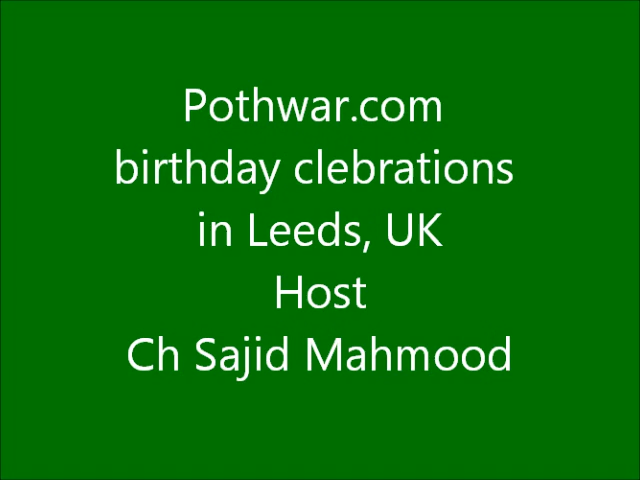 Pothwar.com
birthday clebrations
in Leeds, UK
Host
Ch Sajid Mahmood